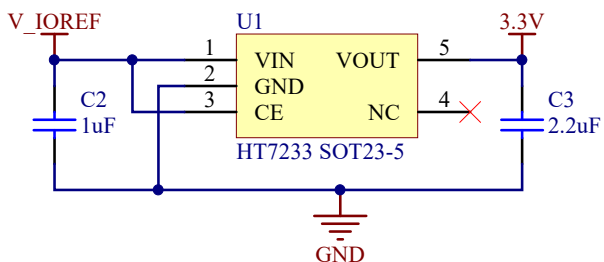 V_IOREF
U1
3.3V
1
VIN
VOUT
5
2
GND
3
CE
NC
4
C2
1uF
C3
2.2uF
HT7233 SOT23-5
GND